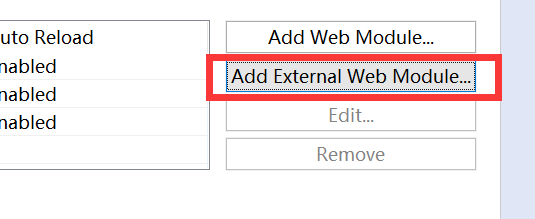 uto Reload
nabled
nabled
nabled
Add Web Module...
Add External Web Module...
Edit...
Remove